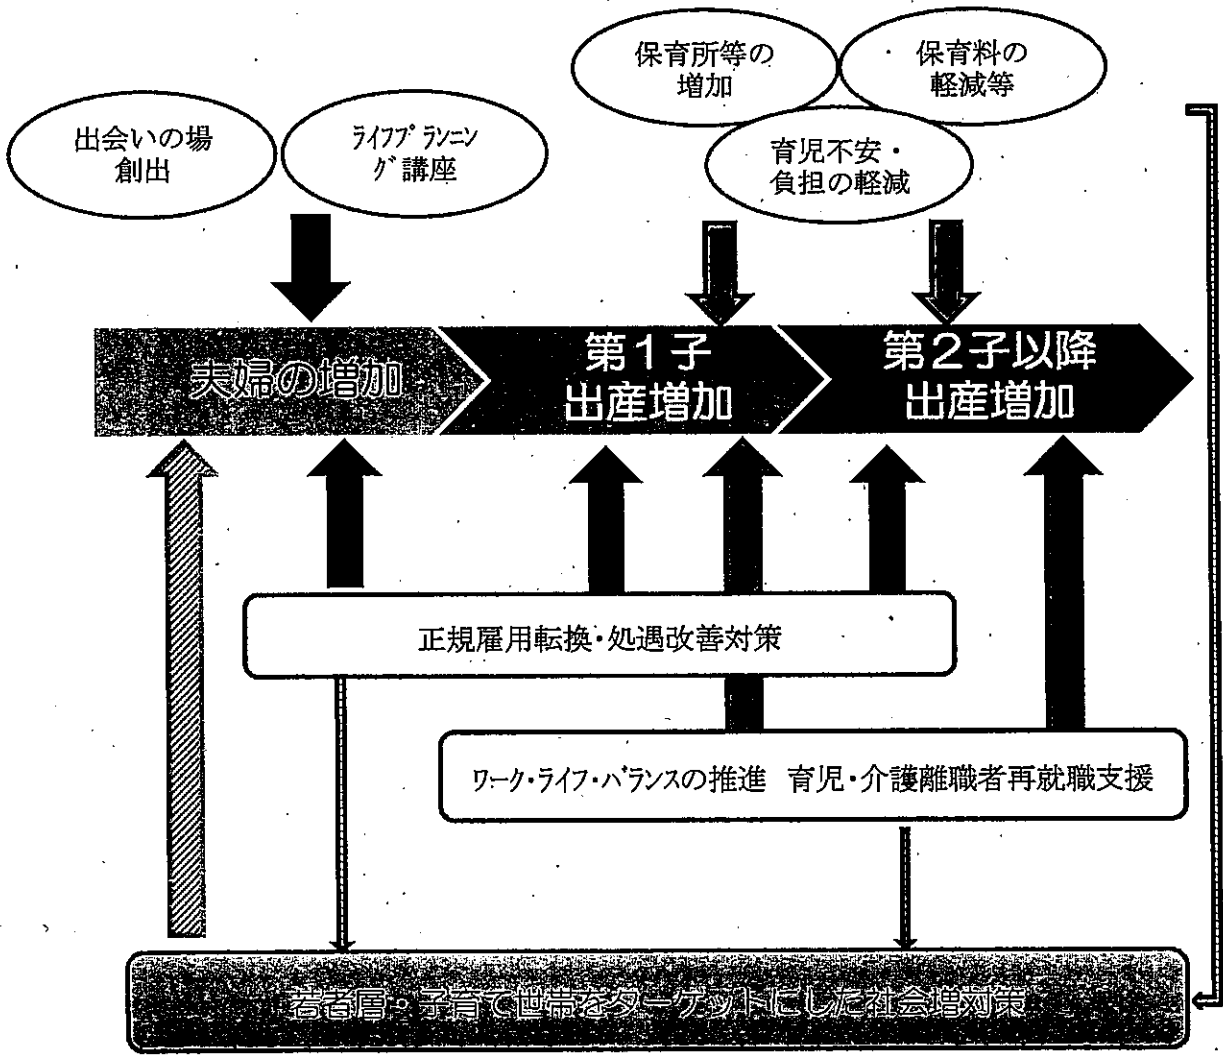 保育所等の
増加
保育料の
軽減等
出会いの場
創出
ﾗｲﾌﾌﾟﾗﾝﾆﾝ
ｸﾞ講座
育児不安・
負担の軽減
夫婦の増加
第１子
出産増加
第２子以降
出産増加
正規雇用転換・処遇改善対策
ﾜｰｸ・ﾗｲﾌ・ﾊﾞﾗﾝｽの推進　育児・介護離職者再就職支援
若者層・子育て世帯をターゲットにした社会増対策